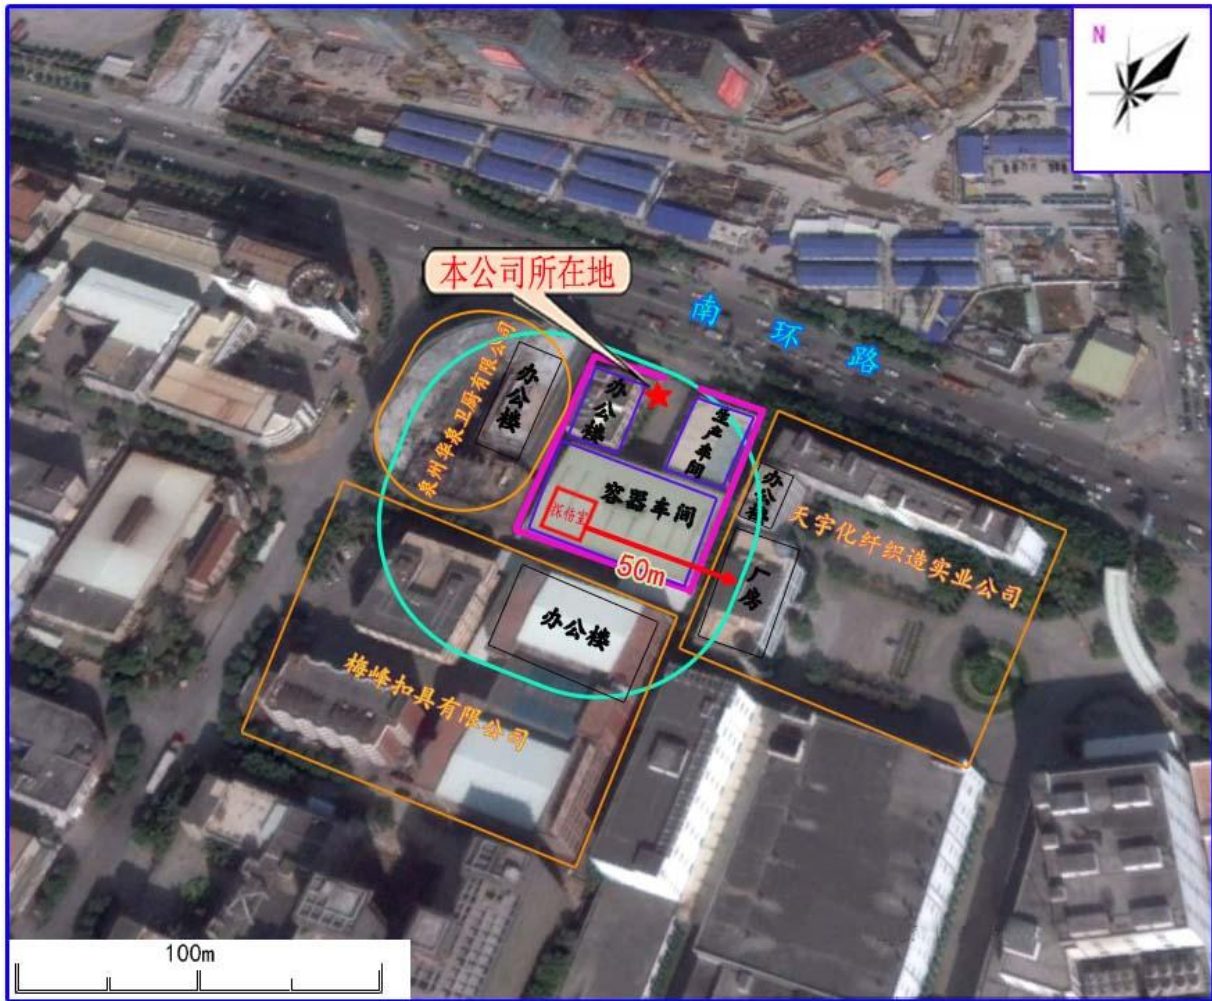 N
本公司所在地
南环路
泉州华泉卫厨有限公司
办公楼
办公楼
生产车间
容器车间
探伤室
50m
办公楼
天宇化纤织造实业公司
厂房
办公楼
梅峰扣具有限公司
100m